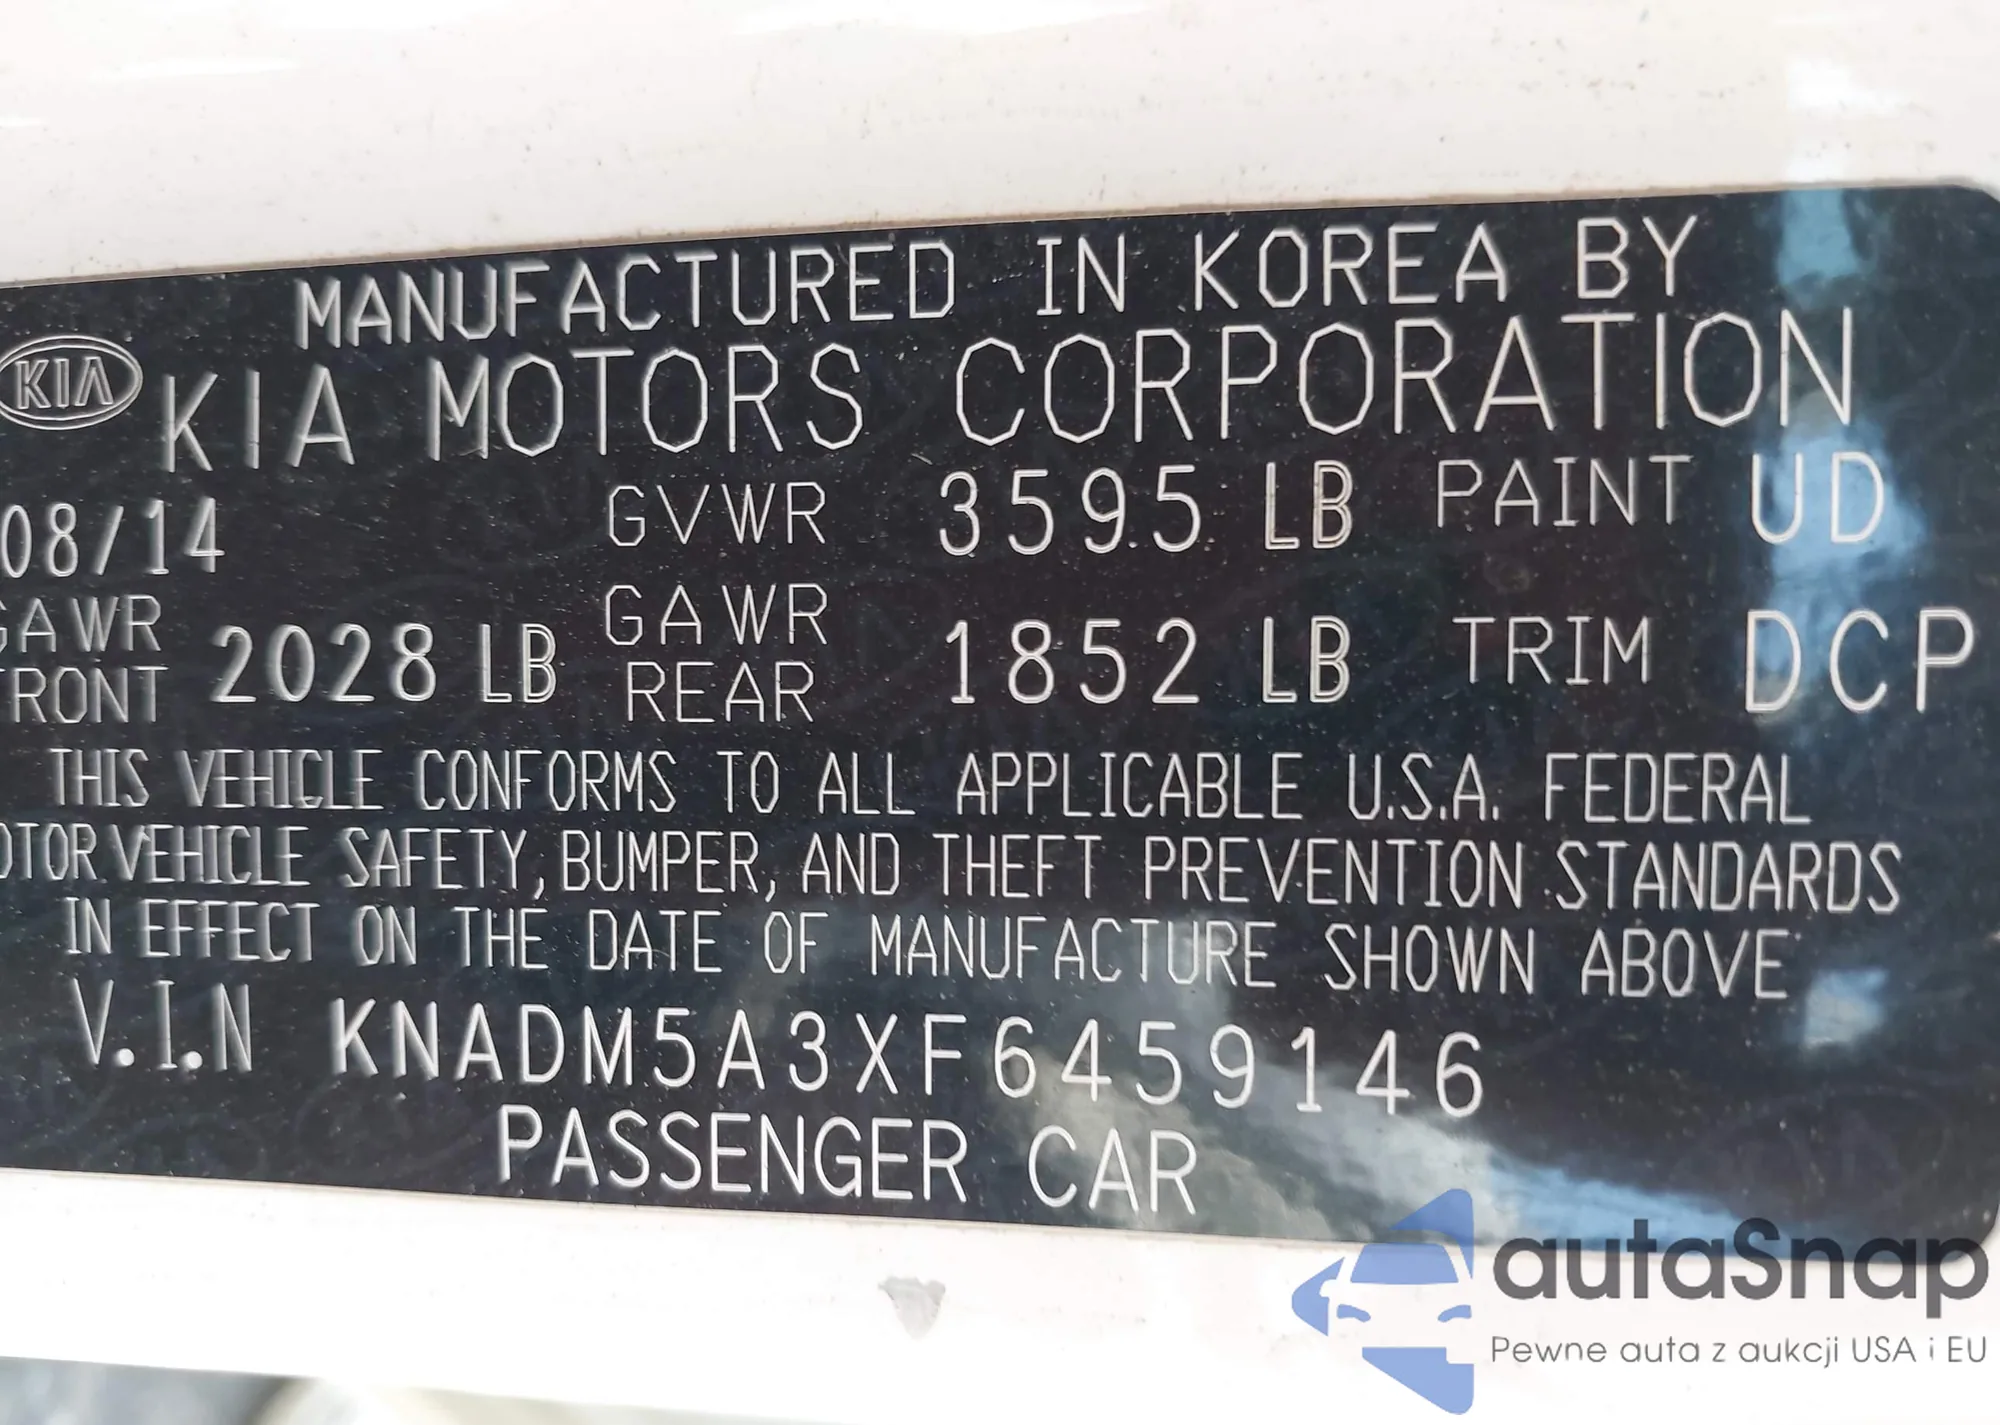 MANUFACTURED IN KOREA BY
KIA KIA MOTORS CORPORATION
08/14 GVWR 3595 LB PAINT UD
GAWR FRONT 2028 LB GAWR REAR 1852 LB TRIM DCP
THIS VEHICLE CONFORMS TO ALL APPLICABLE U.S.A. FEDERAL
OTOR VEHICLE SAFETY, BUMPER, AND THEFT PREVENTION STANDARDS
IN EFFECT ON THE DATE OF MANUFACTURE SHOWN ABOVE
V.I.N KNADM5A3XF6459146
PASSENGER CAR
autaSnap
Pewne auta z aukcji USA i EU